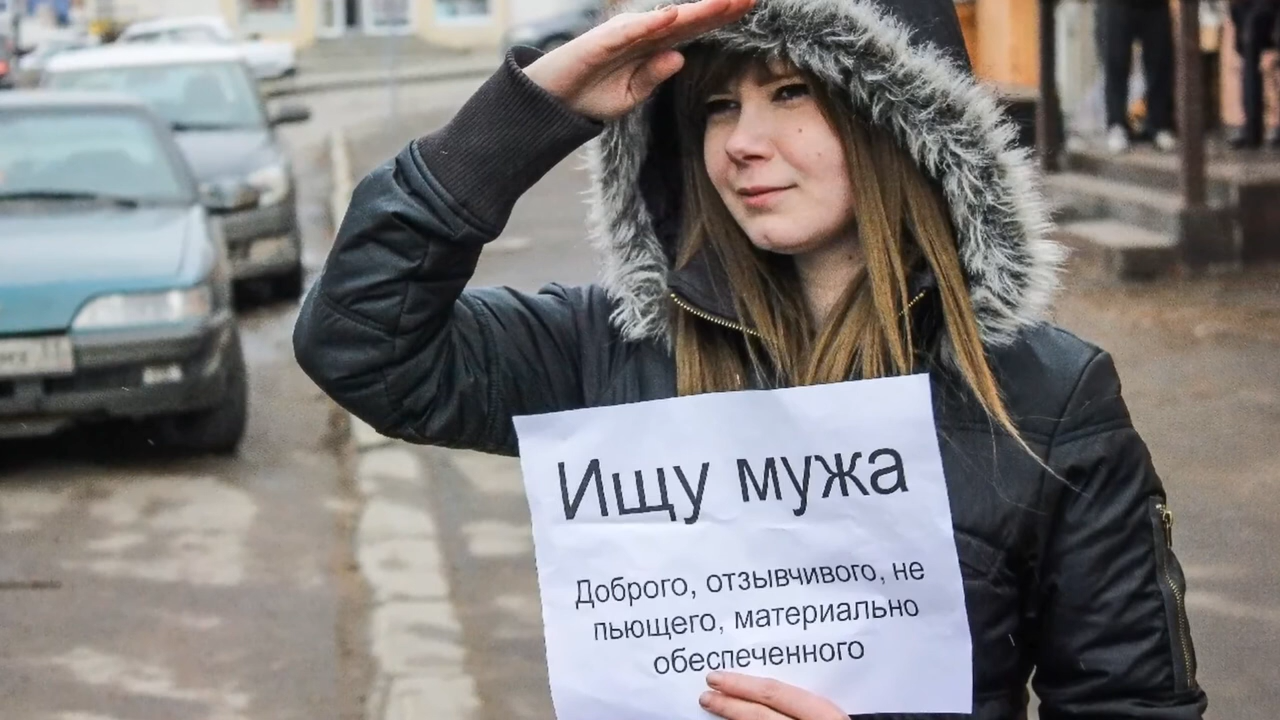 Ищу мужа
Доброго, отзывчивого, не
пьющего, материально
обеспеченного